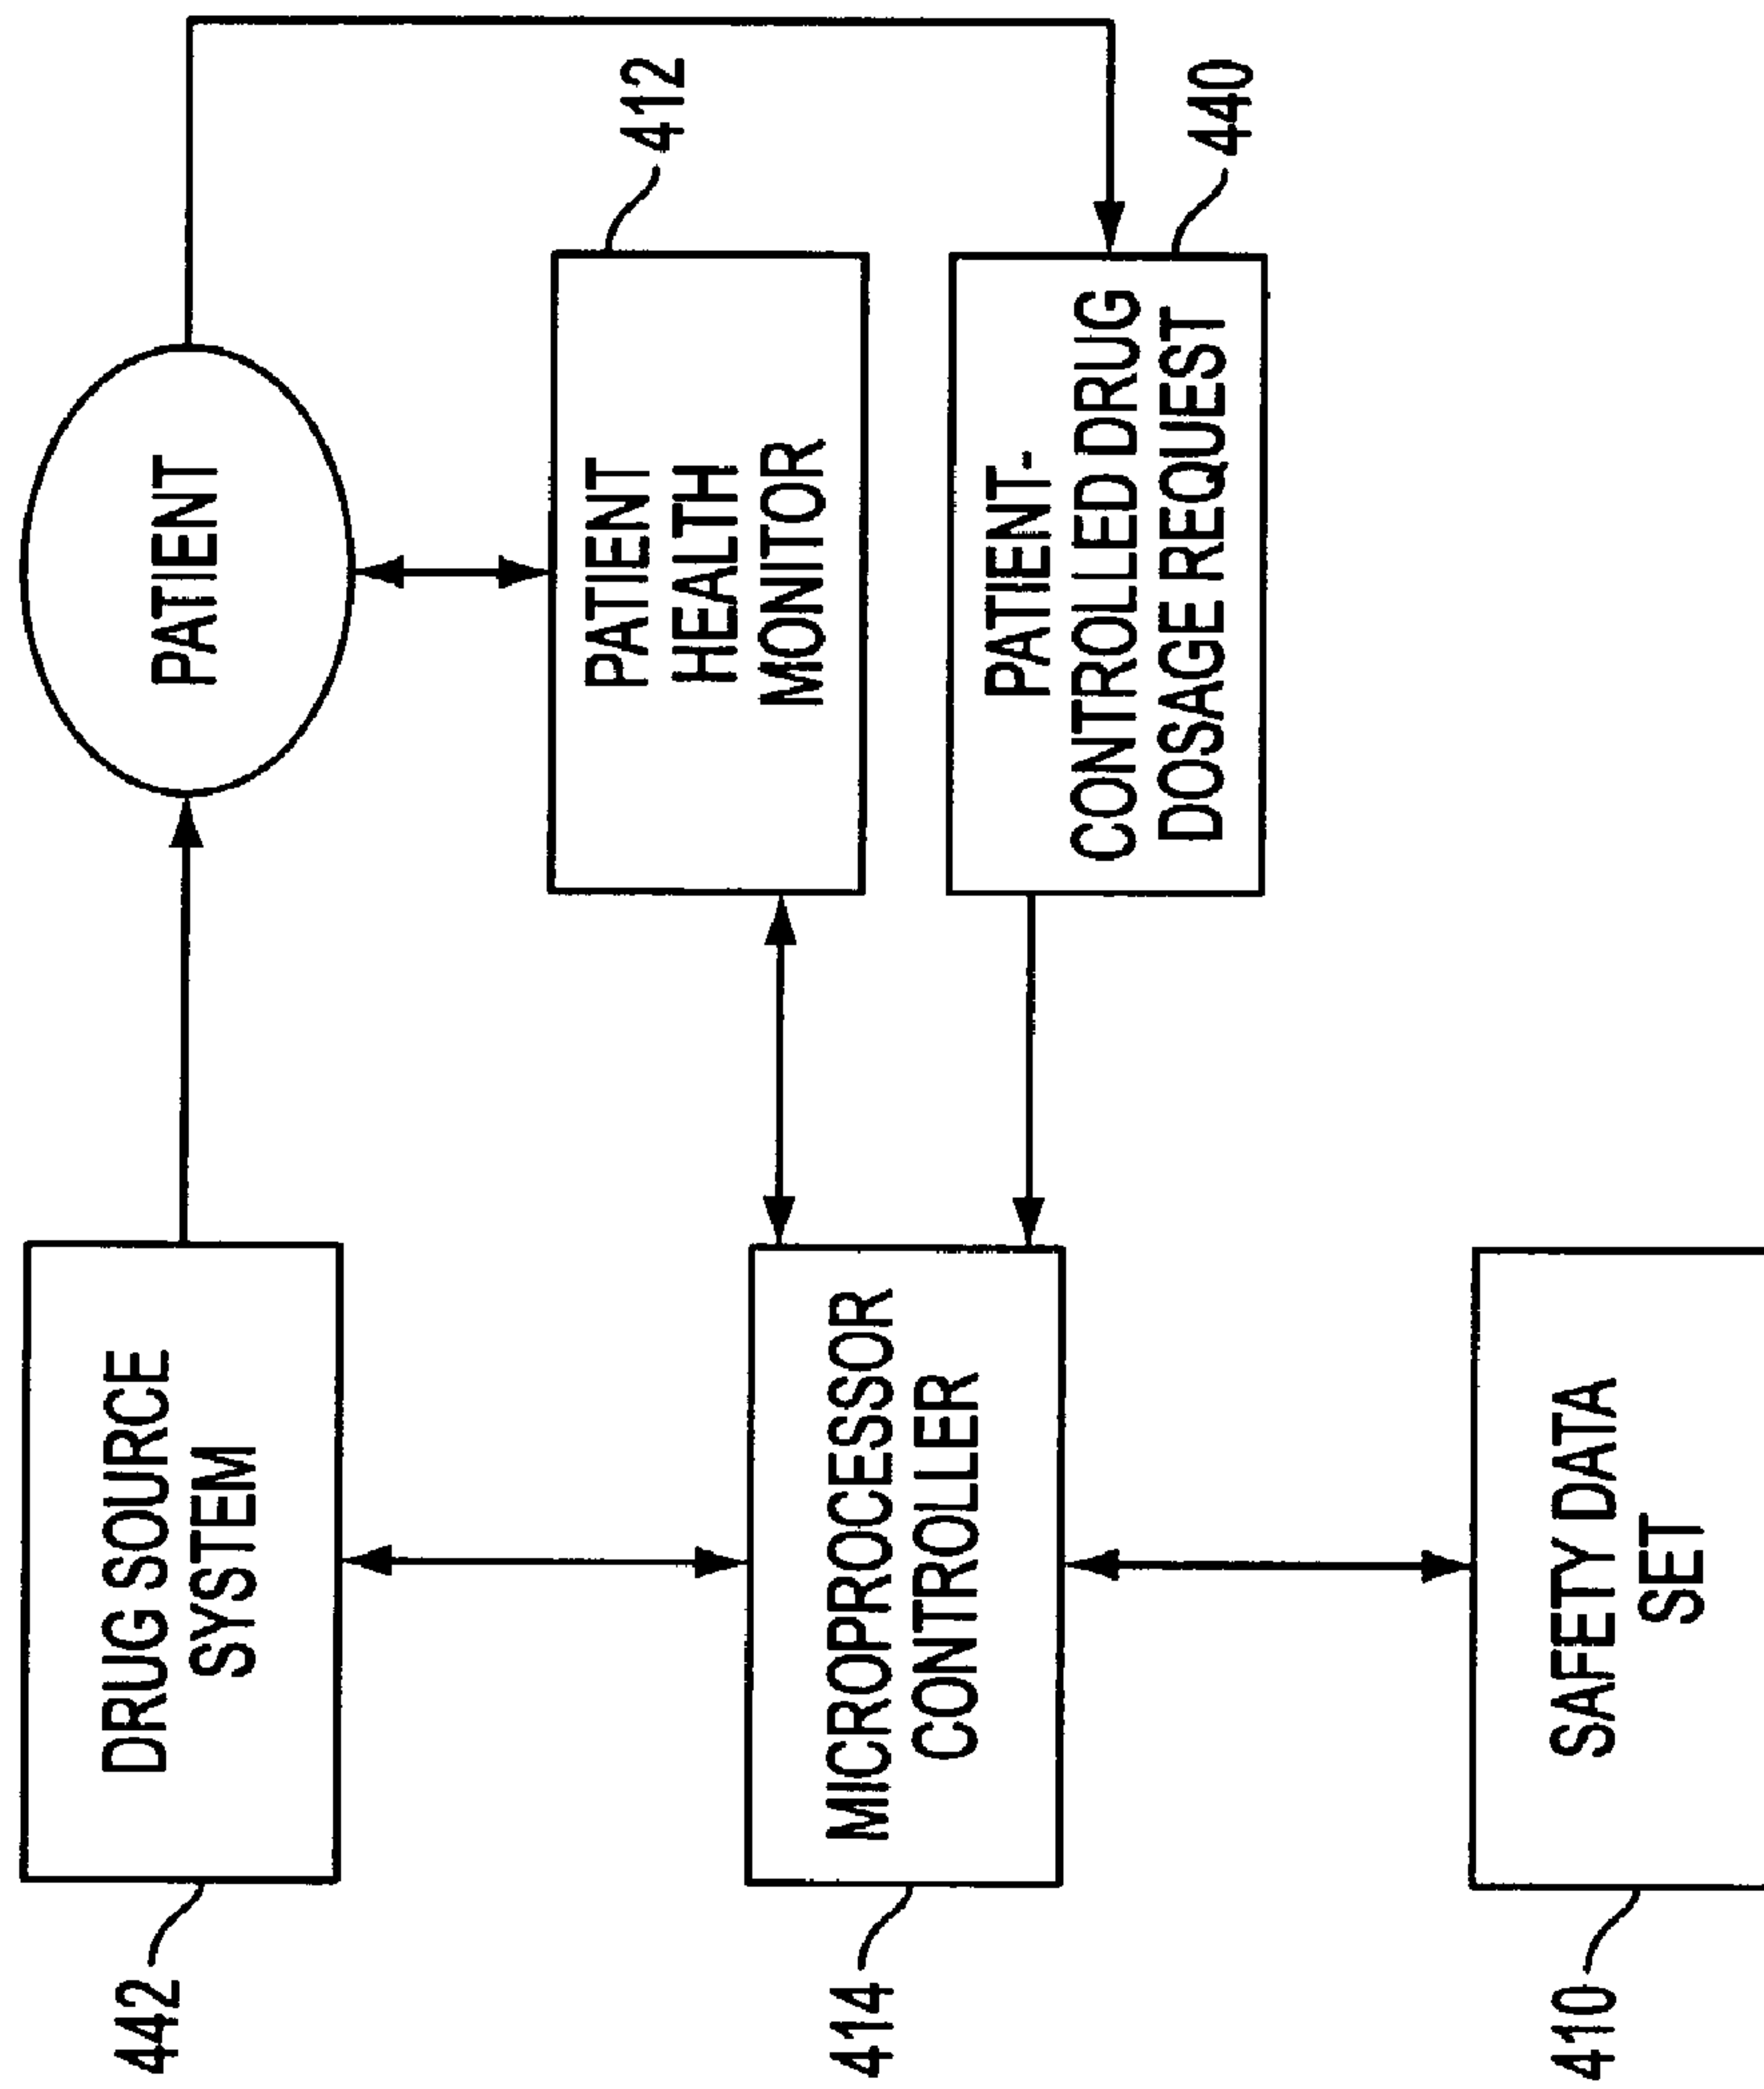 442
DRUG SOURCE
SYSTEM
PATIENT
414
MICROPROCESSOR
CONTROLLER
PATIENT
HEALTH
MONITOR
412
PATIENT-
CONTROLLED DRUG
DOSAGE REQUEST
440
410
SAFETY DATA
SET